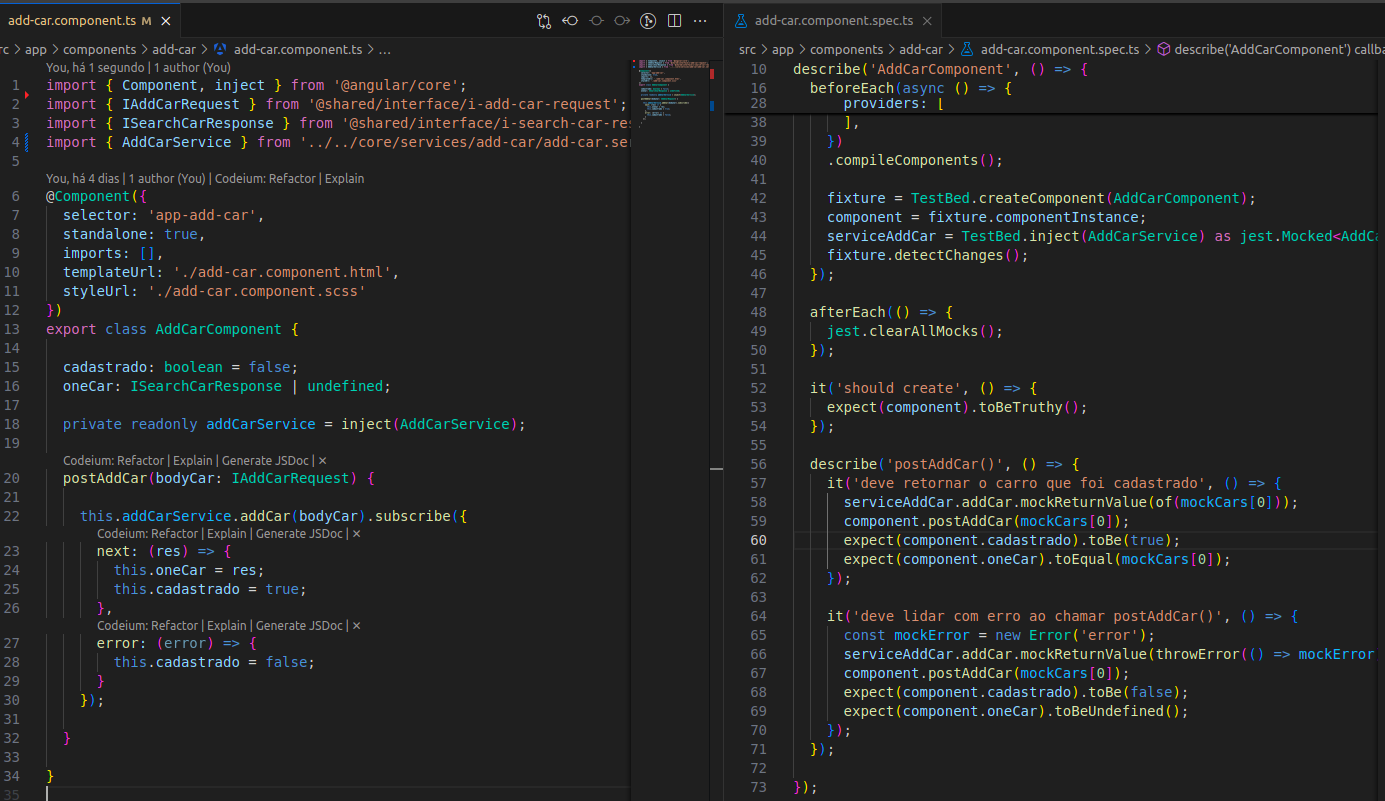 add-car.component.ts M
rc > app > components > add-car > add-car.component.ts > ...
You, há 1 segundo | 1 author (You)
1 import { Component, inject } from '@angular/core';
2 import { IAddCarRequest } from '@shared/interface/i-add-car-request';
3 import { ISearchCarResponse } from '@shared/interface/i-search-car-res
4 import { AddCarService } from '../../core/services/add-car/add-car.ser
5
You, há 4 dias | 1 author (You) | Codeium: Refactor | Explain
6 @Component({
7 selector: 'app-add-car',
8 standalone: true,
9 imports: [],
10 templateUrl: './add-car.component.html',
11 styleUrl: './add-car.component.scss'
12 })
13 export class AddCarComponent {
14
15 cadastrado: boolean = false;
16 oneCar: ISearchCarResponse | undefined;
17
18 private readonly addCarService = inject(AddCarService);
19
Codeium: Refactor | Explain | Generate JSDoc | ×
20 postAddCar(bodyCar: IAddCarRequest) {
21
22 this.addCarService.addCar(bodyCar).subscribe({
Codeium: Refactor | Explain | Generate JSDoc | ×
23 next: (res) => {
24 this.oneCar = res;
25 this.cadastrado = true;
26 },
Codeium: Refactor | Explain | Generate JSDoc | ×
27 error: (error) => {
28 this.cadastrado = false;
29 }
30 });
31
32 }
33
34 }
35
add-car.component.spec.ts
src > app > components > add-car > add-car.component.spec.ts > describe('AddCarComponent') callba
10 describe('AddCarComponent', () => {
16 beforeEach(async () => {
28 providers: [
38 ],
39 })
40 .compileComponents();
41
42 fixture = TestBed.createComponent(AddCarComponent);
43 component = fixture.componentInstance;
44 serviceAddCar = TestBed.inject(AddCarService) as jest.Mocked<AddCa
45 fixture.detectChanges();
46 });
47
48 afterEach(() => {
49 jest.clearAllMocks();
50 });
51
52 it('should create', () => {
53 expect(component).toBeTruthy();
54 });
55
56 describe('postAddCar()', () => {
57 it('deve retornar o carro que foi cadastrado', () => {
58 serviceAddCar.addCar.mockReturnValue(of(mockCars[0]));
59 component.postAddCar(mockCars[0]);
60 expect(component.cadastrado).toBe(true);
61 expect(component.oneCar).toEqual(mockCars[0]);
62 });
63
64 it('deve lidar com erro ao chamar postAddCar()', () => {
65 const mockError = new Error('error');
66 serviceAddCar.addCar.mockReturnValue(throwError(() => mockError
67 component.postAddCar(mockCars[0]);
68 expect(component.cadastrado).toBe(false);
69 expect(component.oneCar).toBeUndefined();
70 });
71 });
72
73 });